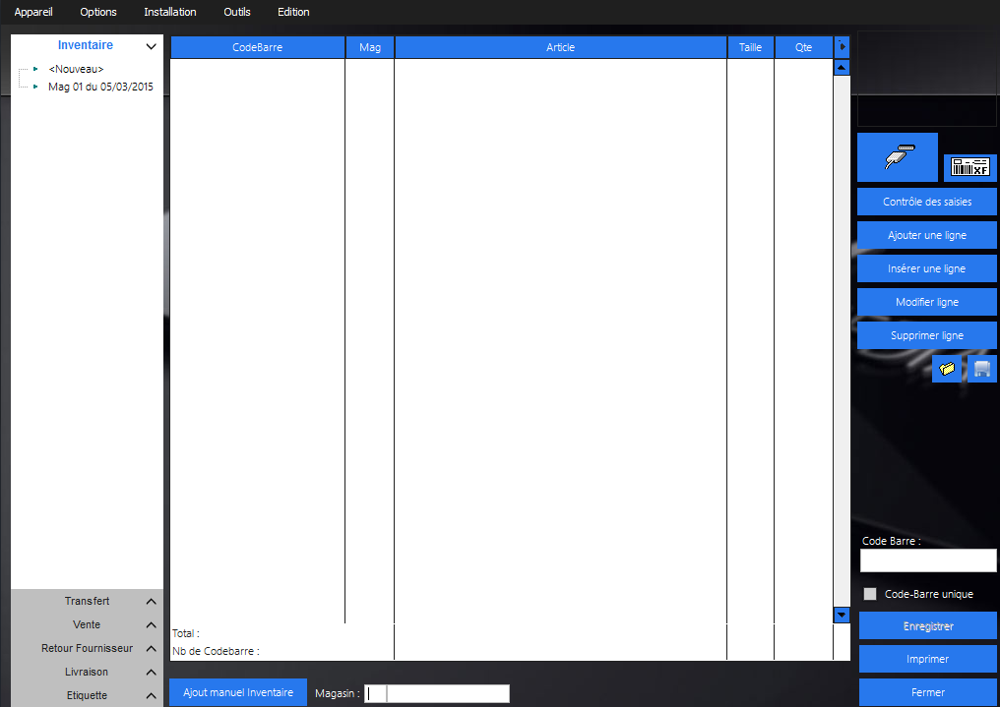 Appareil Options Installation Outils Edition
Inventaire
<Nouveau>
Mag 01 du 05/03/2015
Transfert
Vente
Retour Fournisseur
Livraison
Etiquette
CodeBarre Mag Article Taille Qte
Total :
Nb de Codebarre :
Ajout manuel Inventaire
Magasin :
XF
Contrôle des saisies
Ajouter une ligne
Insérer une ligne
Modifier ligne
Supprimer ligne
Code Barre :
Code-Barre unique
Enregistrer
Imprimer
Fermer